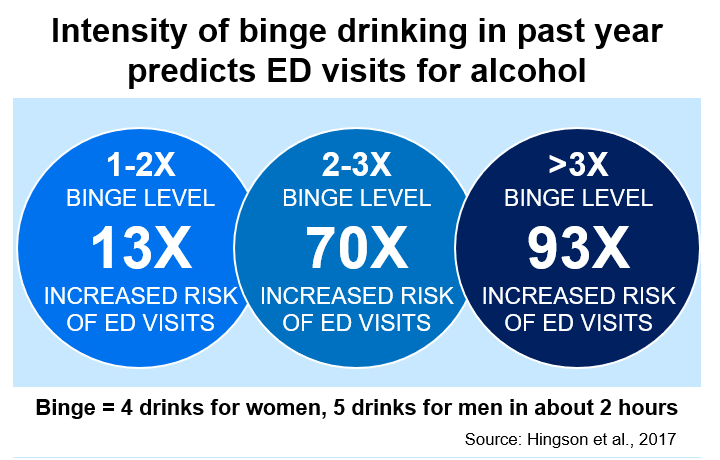 Intensity of binge drinking in past year
predicts ED visits for alcohol
1-2X
BINGE LEVEL
13X
INCREASED RISK
OF ED VISITS
2-3X
BINGE LEVEL
70X
INCREASED RISK
OF ED VISITS
>3X
BINGE LEVEL
93X
INCREASED RISK
OF ED VISITS
Binge = 4 drinks for women, 5 drinks for men in about 2 hours
Source: Hingson et al., 2017